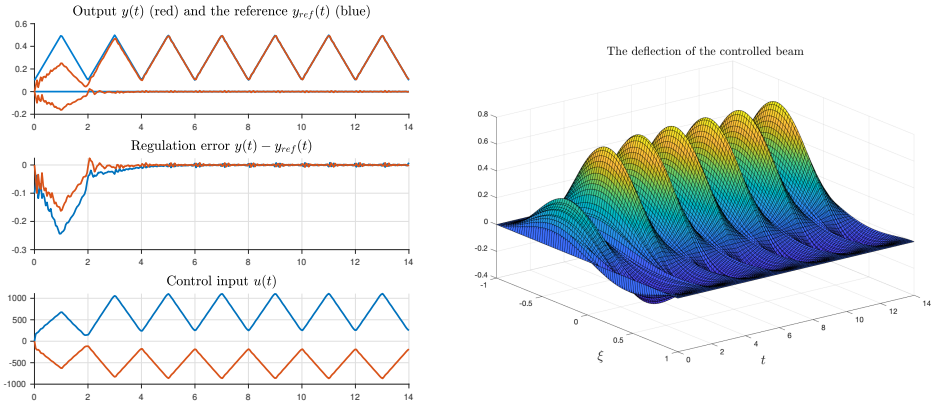 Output y(t) (red) and the reference y_ref(t) (blue)
0.6
0.4
0.2
0
-0.2
0 2 4 6 8 10 12 14
Regulation error y(t) − y_ref(t)
0
-0.1
-0.2
-0.3
0 2 4 6 8 10 12 14
Control input u(t)
1000
500
0
-500
-1000
0 2 4 6 8 10 12 14
The deflection of the controlled beam
0.8
0.6
0.4
0.2
0
-0.2
-0.4
-1
-0.5
0
0.5
1
ξ
0 2 4 6 8 10 12 14
t